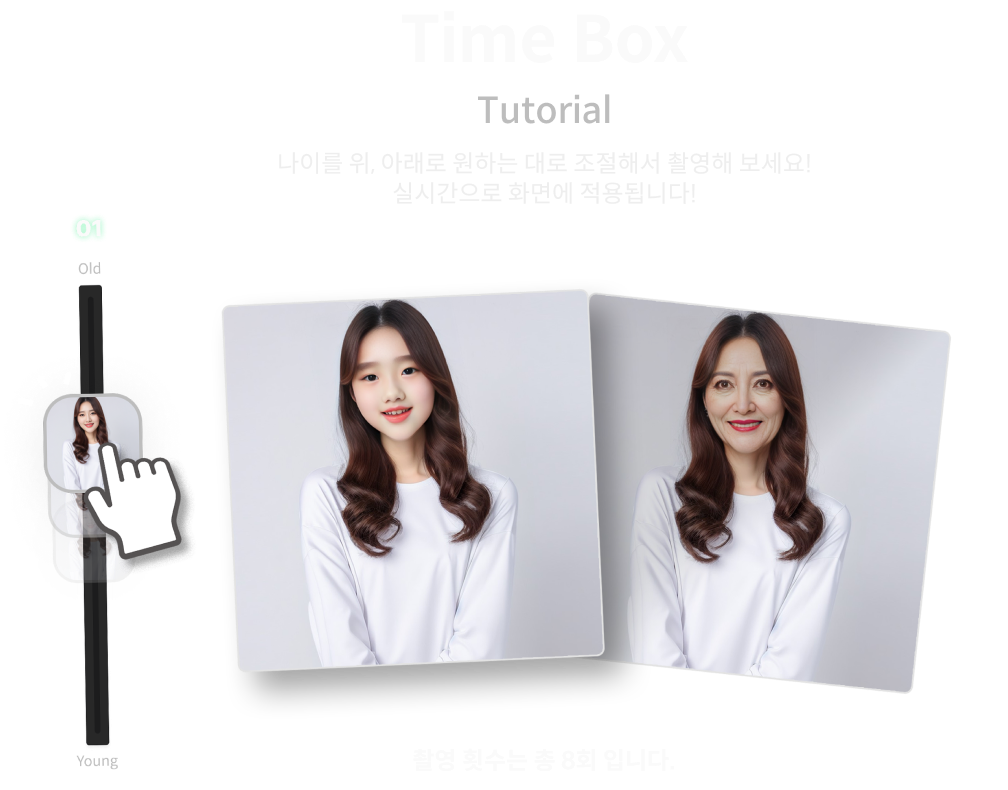 Time Box
Tutorial
나이를 위, 아래로 원하는 대로 조절해서 촬영해 보세요!
실시간으로 화면에 적용됩니다!
01
Old
Young
촬영 횟수는 총 8회 입니다.